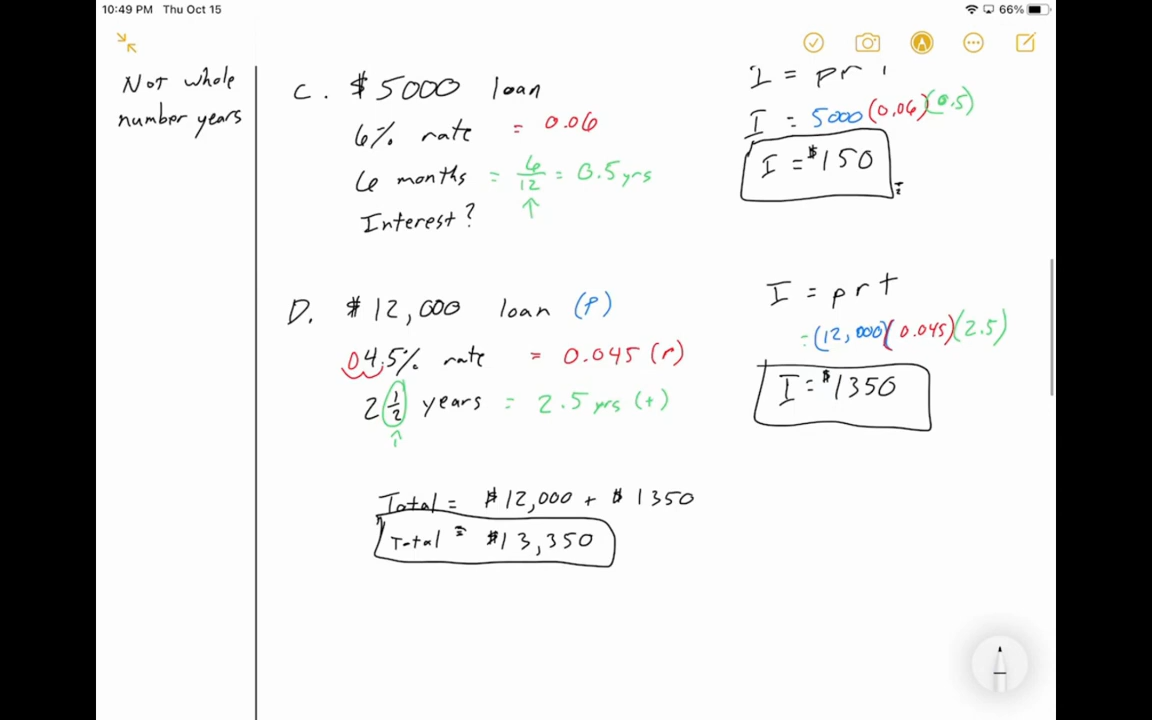 10:49 PM Thu Oct 15
66%
Not whole
number years
C. $5000 loan
6% rate = 0.06
6 months = 6/12 = 0.5 yrs
Interest?
I = pr
I = 5000(0.06)(0.5)
I = $150
D. $12,000 loan (P)
04.5% rate = 0.045 (r)
2 1/2 years = 2.5 yrs (t)
I = prt
= (12,000)(0.045)(2.5)
I = $1350
Total = $12,000 + $1350
Total = $13,350